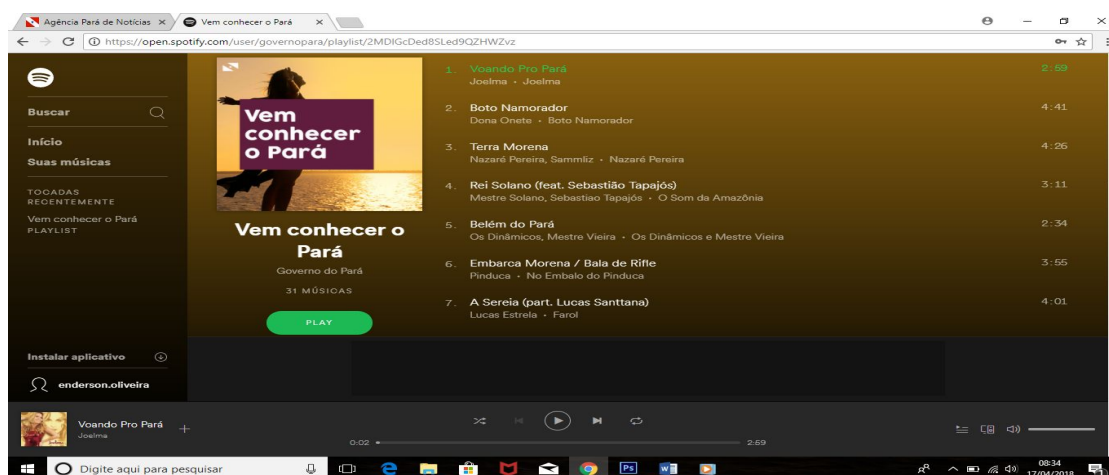 Agência Pará de Notícias
Vem conhecer o Pará
https://open.spotify.com/user/governopara/playlist/2MDIGcDed8SLed9QZHWZvz
Buscar
Início
Suas músicas
TOCADAS
RECENTEMENTE
Vem conhecer o Pará
PLAYLIST
Instalar aplicativo
enderson.oliveira
Vem
conhecer
o Pará
Vem conhecer o
Pará
Governo do Pará
31 MÚSICAS
PLAY
1. Voando Pro Pará 2:59
Joelma • Joelma
2. Boto Namorador 4:41
Dona Onete • Boto Namorador
3. Terra Morena 4:26
Nazaré Pereira, Sammliz • Nazaré Pereira
4. Rei Solano (feat. Sebastião Tapajós) 3:11
Mestre Solano, Sebastiao Tapajós • O Som da Amazônia
5. Belém do Pará 2:34
Os Dinâmicos, Mestre Vieira • Os Dinâmicos e Mestre Vieira
6. Embarca Morena / Bala de Rifle 3:55
Pinduca • No Embalo do Pinduca
7. A Sereia (part. Lucas Santtana) 4:01
Lucas Estrela • Farol
Voando Pro Pará
Joelma
0:02 2:59
Digite aqui para pesquisar
Ps
08:34
17/04/2018